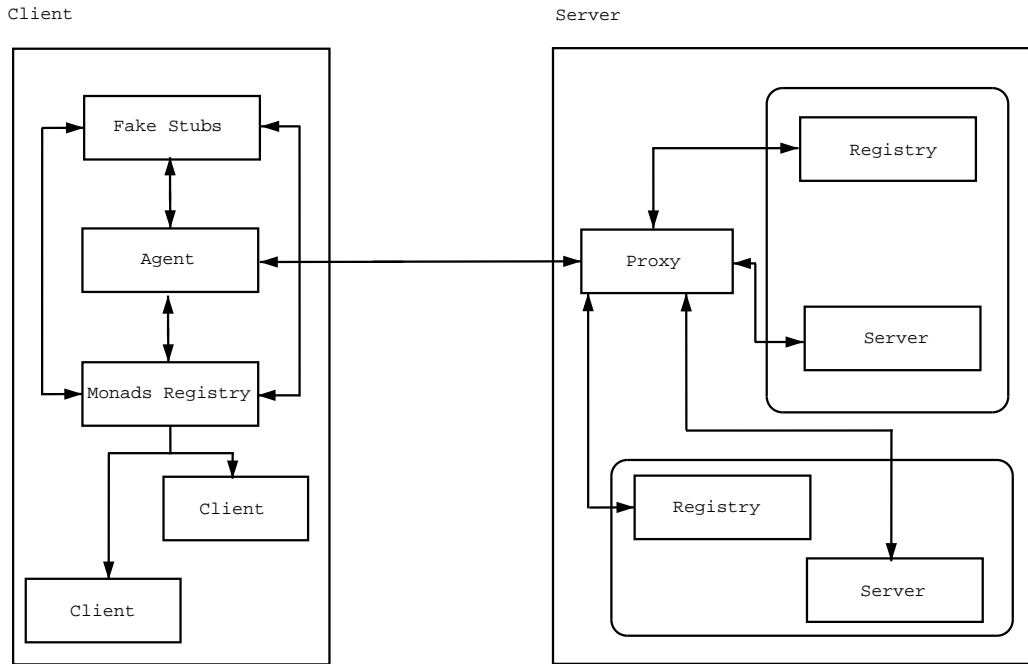 Client
Server
Fake Stubs
Registry
Agent
Proxy
Server
Monads Registry
Client
Registry
Client
Server